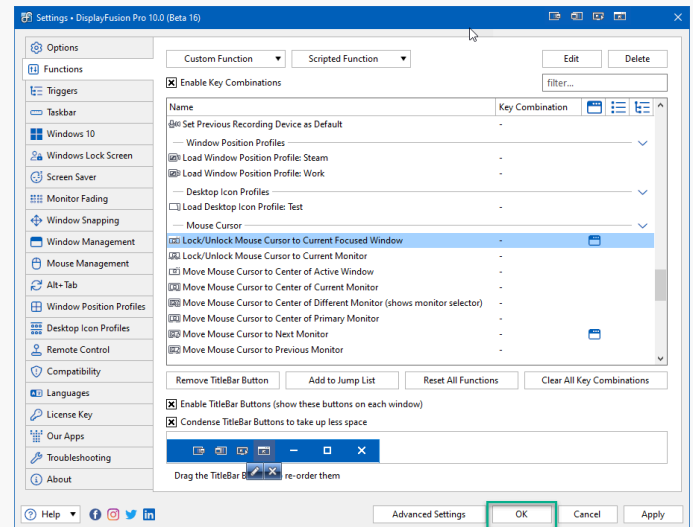 Settings • DisplayFusion Pro 10.0 (Beta 16)
Options
Functions
Triggers
Taskbar
Windows 10
Windows Lock Screen
Screen Saver
Monitor Fading
Window Snapping
Window Management
Mouse Management
Alt+Tab
Window Position Profiles
Desktop Icon Profiles
Remote Control
Compatibility
Languages
License Key
Our Apps
Troubleshooting
About
Custom Function
Scripted Function
Edit
Delete
Enable Key Combinations
filter...
Name Key Combination
Set Previous Recording Device as Default -
Window Position Profiles
Load Window Position Profile: Steam -
Load Window Position Profile: Work -
Desktop Icon Profiles
Load Desktop Icon Profile: Test -
Mouse Cursor
Lock/Unlock Mouse Cursor to Current Focused Window -
Lock/Unlock Mouse Cursor to Current Monitor -
Move Mouse Cursor to Center of Active Window -
Move Mouse Cursor to Center of Current Monitor -
Move Mouse Cursor to Center of Different Monitor (shows monitor selector) -
Move Mouse Cursor to Center of Primary Monitor -
Move Mouse Cursor to Next Monitor -
Move Mouse Cursor to Previous Monitor -
Remove TitleBar Button
Add to Jump List
Reset All Functions
Clear All Key Combinations
Enable TitleBar Buttons (show these buttons on each window)
Condense TitleBar Buttons to take up less space
Drag the TitleBar B re-order them
Help
Advanced Settings
OK
Cancel
Apply